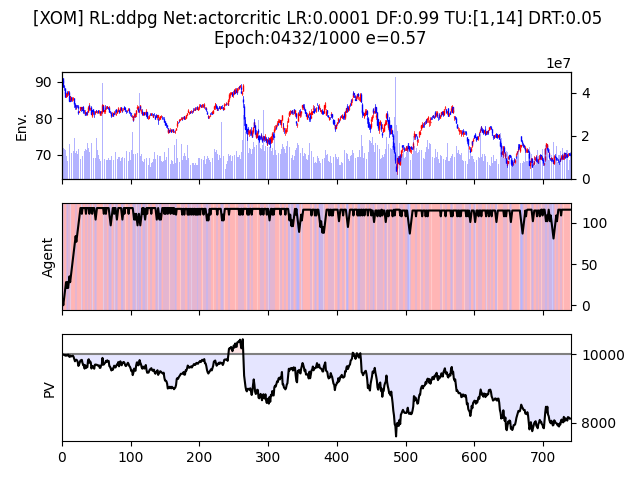 [XOM] RL:ddpg Net:actorcritic LR:0.0001 DF:0.99 TU:[1,14] DRT:0.05
Epoch:0432/1000 e=0.57
1e7
90
80
70
Env.
4
2
0
Agent
100
50
0
PV
10000
8000
0 100 200 300 400 500 600 700